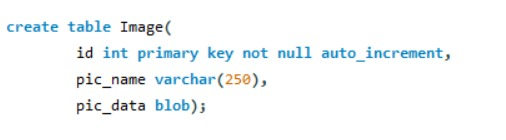 create table Image(
id int primary key not null auto_increment,
pic_name varchar(250),
pic_data blob);